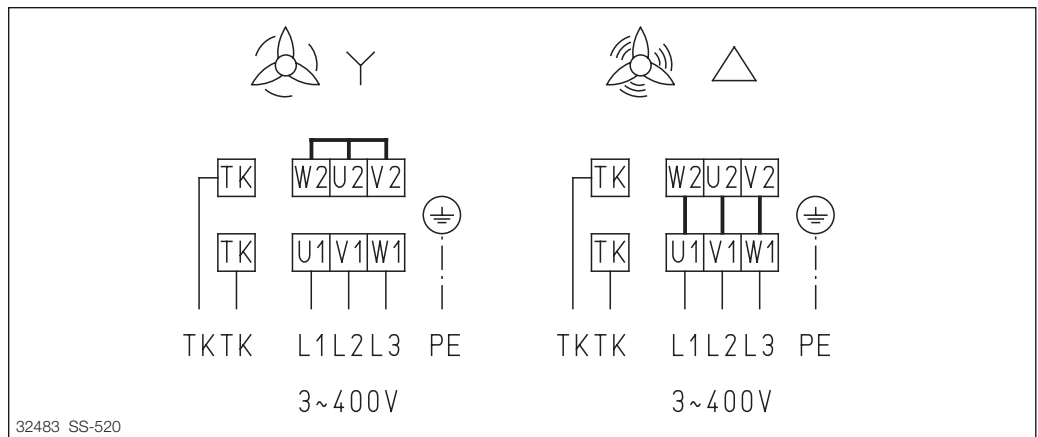 TK W2 U2 V2 TK W2 U2 V2
TK U1 V1 W1 TK U1 V1 W1
TK TK L1 L2 L3 PE TK TK L1 L2 L3 PE
3~400V 3~400V
32483 SS-520